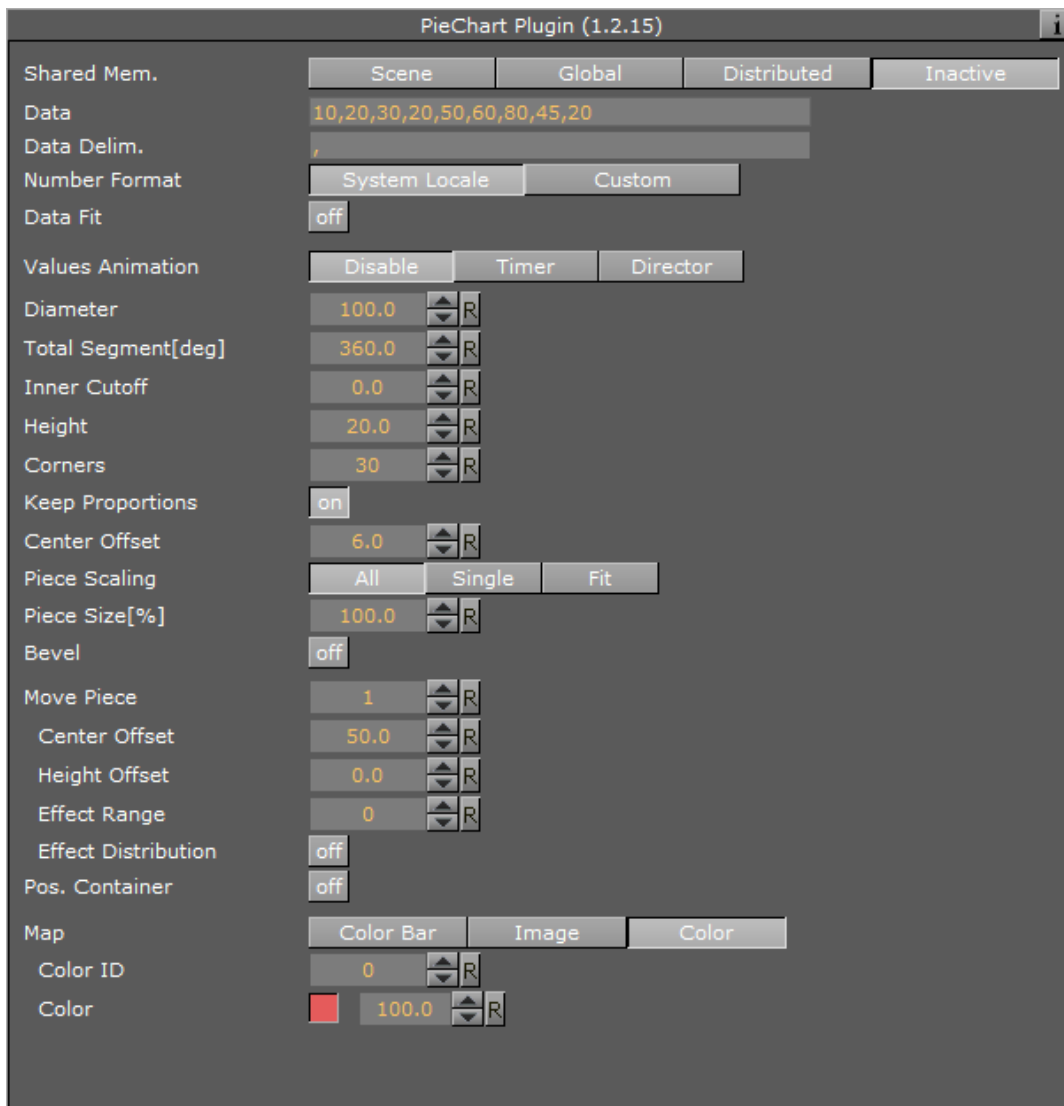 PieChart Plugin (1.2.15) i
Shared Mem. Scene Global Distributed Inactive
Data 10,20,30,20,50,60,80,45,20
Data Delim. ,
Number Format System Locale Custom
Data Fit off
Values Animation Disable Timer Director
Diameter 100.0 R
Total Segment[deg] 360.0 R
Inner Cutoff 0.0 R
Height 20.0 R
Corners 30 R
Keep Proportions on
Center Offset 6.0 R
Piece Scaling All Single Fit
Piece Size[%] 100.0 R
Bevel off
Move Piece 1 R
Center Offset 50.0 R
Height Offset 0.0 R
Effect Range 0 R
Effect Distribution off
Pos. Container off
Map Color Bar Image Color
Color ID 0 R
Color 100.0 R